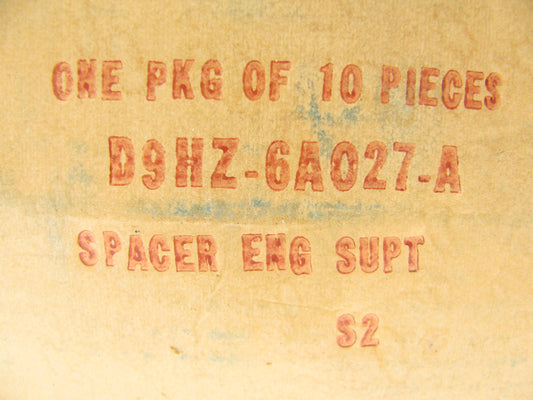 ONE PKG OF 10 PIECES
D9HZ-6A027-A
SPACER ENG SUPT
S2